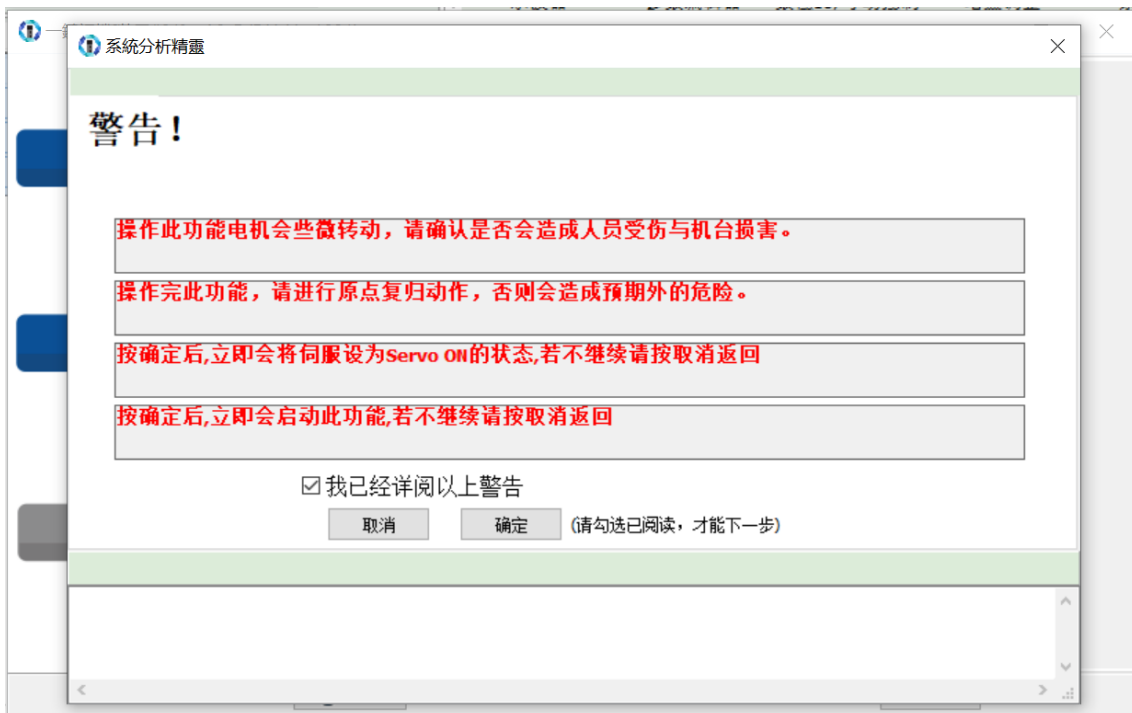 系統分析精靈
警告！
操作此功能电机会些微转动，请确认是否会造成人员受伤与机台损害。
操作完此功能，请进行原点复归动作，否则会造成预期外的危险。
按确定后,立即会将伺服设为Servo ON的状态,若不继续请按取消返回
按确定后,立即会启动此功能,若不继续请按取消返回
我已经详阅以上警告
取消 确定 (请勾选已阅读，才能下一步)